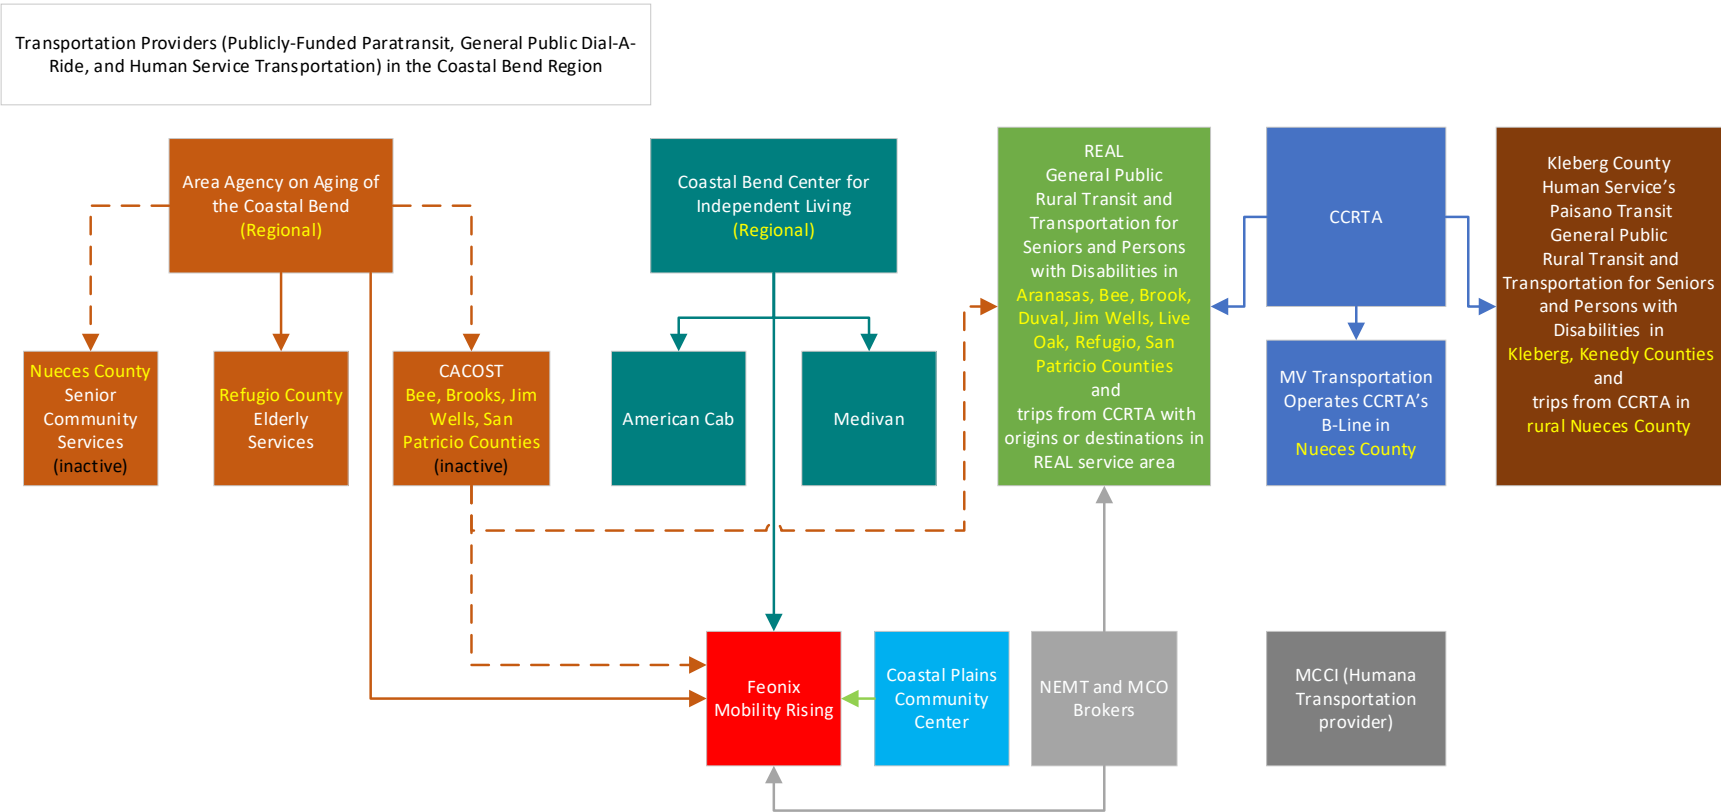 Transportation Providers (Publicly-Funded Paratransit, General Public Dial-A-
Ride, and Human Service Transportation) in the Coastal Bend Region
Area Agency on Aging of
the Coastal Bend
(Regional)
Coastal Bend Center for
Independent Living
(Regional)
REAL
General Public
Rural Transit and
Transportation for
Seniors and Persons
with Disabilities in
Aranasas, Bee, Brook,
Duval, Jim Wells, Live
Oak, Refugio, San
Patricio Counties
and
trips from CCRTA with
origins or destinations in
REAL service area
CCRTA
Kleberg County
Human Service's
Paisano Transit
General Public
Rural Transit and
Transportation for Seniors
and Persons with
Disabilities in
Kleberg, Kenedy Counties
and
trips from CCRTA in
rural Nueces County
Nueces County
Senior
Community
Services
(inactive)
Refugio County
Elderly
Services
CACOST
Bee, Brooks, Jim
Wells, San
Patricio Counties
(inactive)
American Cab
Medivan
MV Transportation
Operates CCRTA's
B-Line in
Nueces County
Feonix
Mobility Rising
Coastal Plains
Community
Center
NEMT and MCO
Brokers
MCCI (Humana
Transportation
provider)